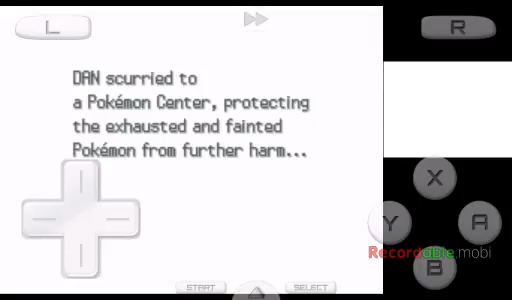 L
R
DAN scurried to
a Pokémon Center, protecting
the exhausted and fainted
Pokémon from further harm...
X
Y
A
Recordable.mobi
B
START
SELECT